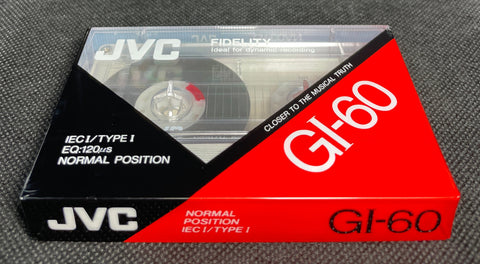 JVC
FIDELITY
Ideal for dynamic recording
CLOSER TO THE MUSICAL TRUTH
GI-60
IEC I/TYPE I
EQ:120μs
NORMAL POSITION
JVC
NORMAL
POSITION
IEC I/TYPE I
GI-60